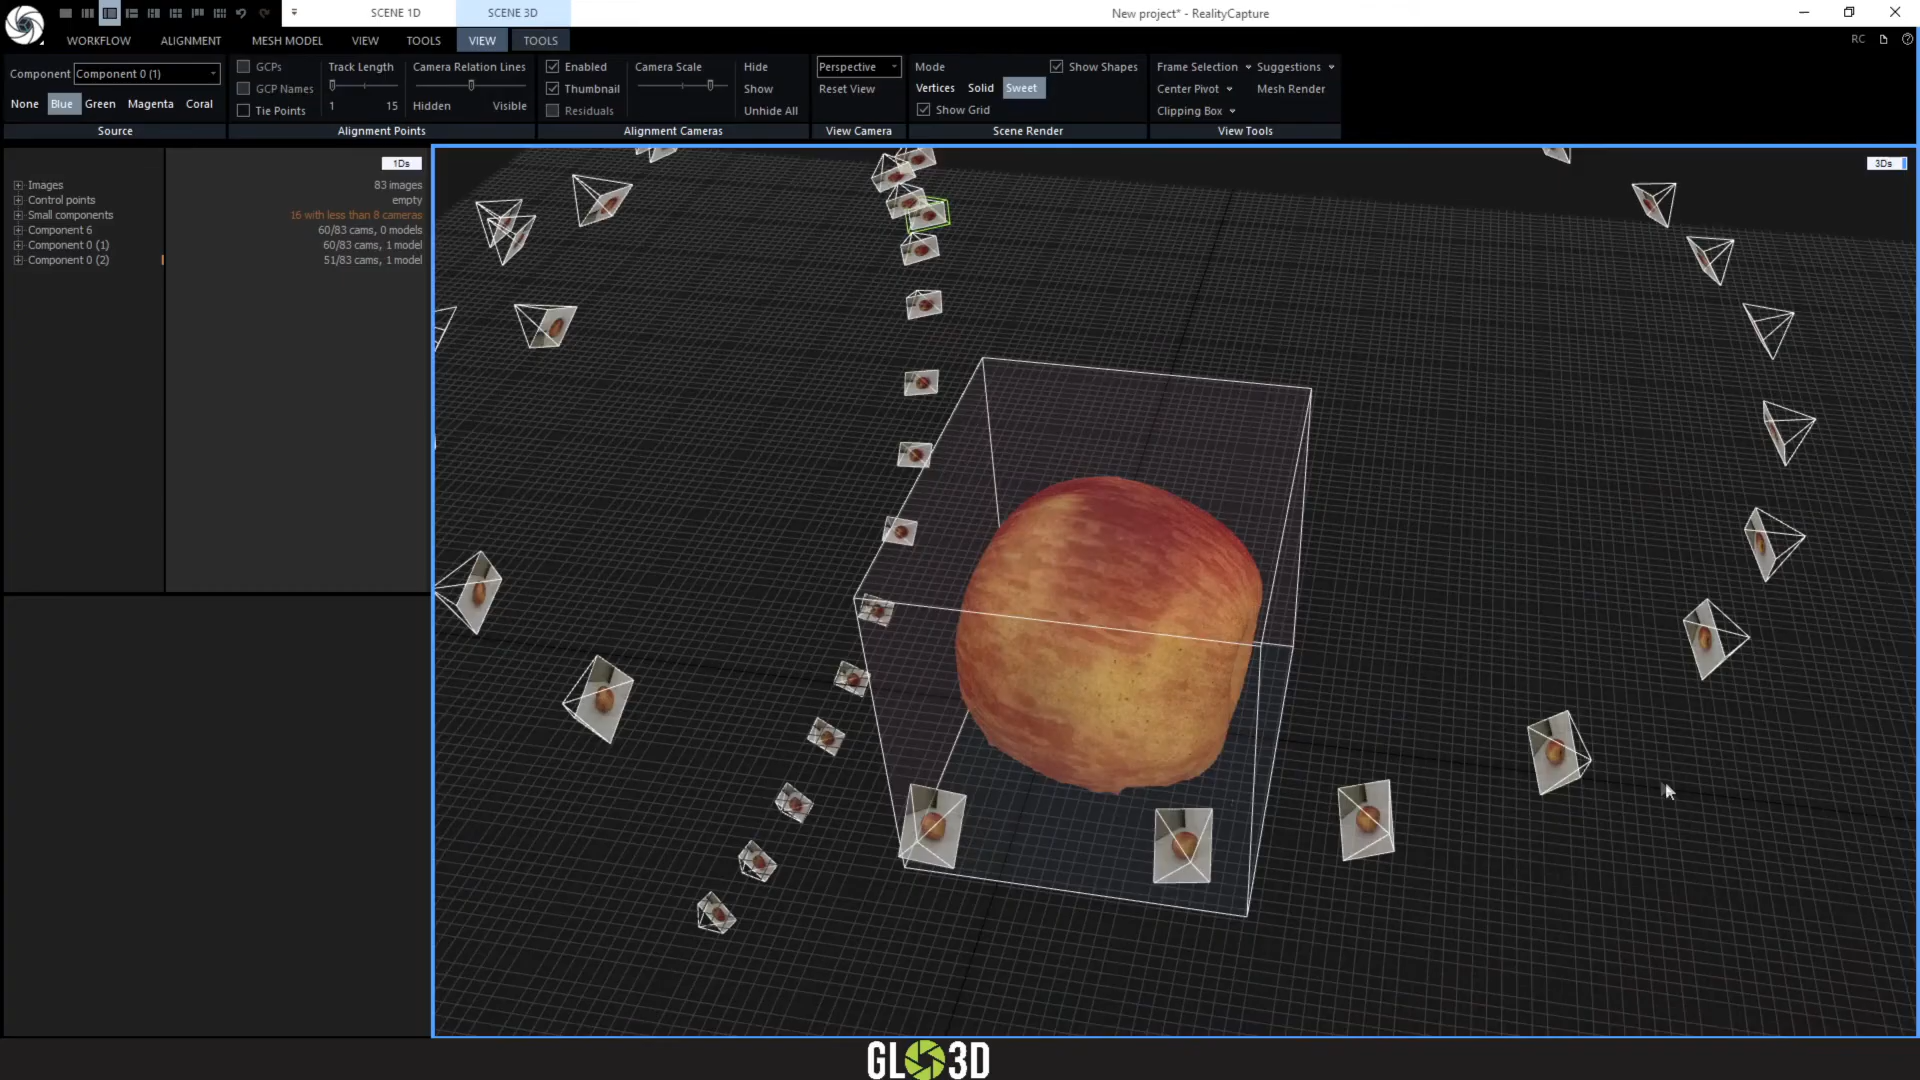 SCENE 1D SCENE 3D New project* - RealityCapture
WORKFLOW ALIGNMENT MESH MODEL VIEW TOOLS VIEW TOOLS RC
Component Component 0 (1)
None Blue Green Magenta Coral
Source
GCPs
GCP Names
Tie Points
Track Length
1 15
Camera Relation Lines
Hidden Visible
Alignment Points
Enabled
Thumbnail
Residuals
Camera Scale
Hide
Show
Unhide All
Alignment Cameras
Perspective
Reset View
View Camera
Mode
Vertices Solid Sweet
Show Grid
Show Shapes
Scene Render
Frame Selection Suggestions
Center Pivot Mesh Render
Clipping Box
View Tools
1Ds
Images 83 images
Control points empty
Small components 16 with less than 8 cameras
Component 6 60/83 cams, 0 models
Component 0 (1) 60/83 cams, 1 model
Component 0 (2) 51/83 cams, 1 model
3Ds
GLO3D